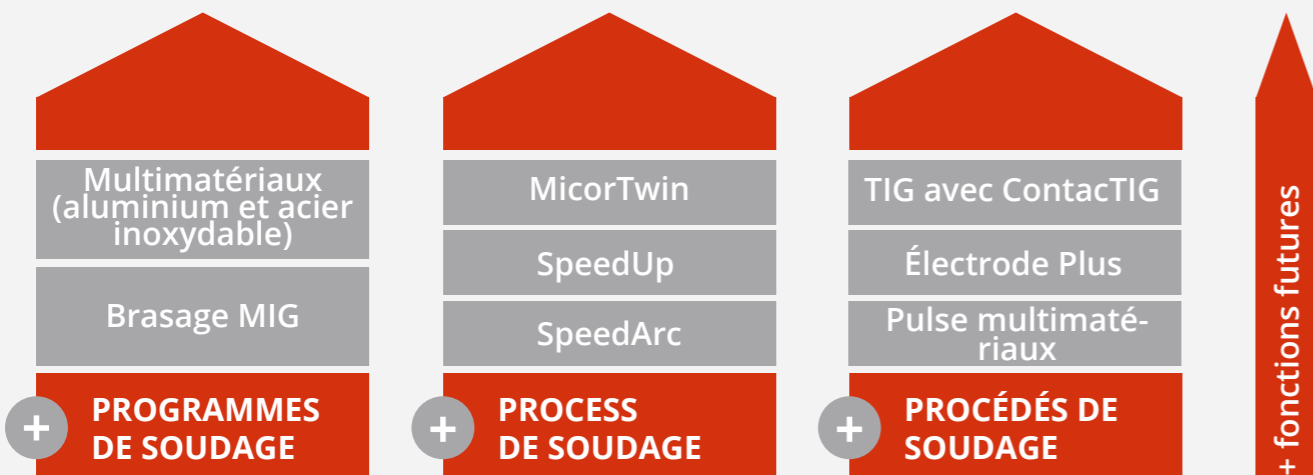 Multimatériaux
(aluminium et acier
inoxydable)
Brasage MIG
+ PROGRAMMES
DE SOUDAGE
MicorTwin
SpeedUp
SpeedArc
+ PROCESS
DE SOUDAGE
TIG avec ContacTIG
Électrode Plus
Pulse multimaté-
riaux
+ PROCÉDÉS DE
SOUDAGE
+ fonctions futures